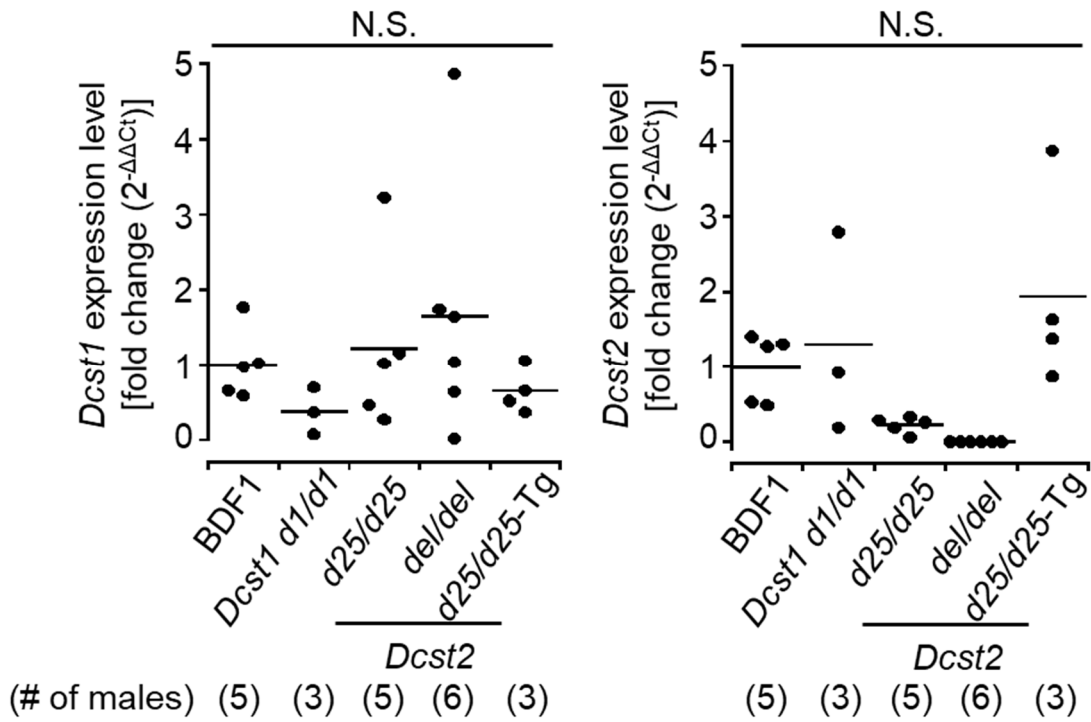 N.S.
Dcst1 expression level
[fold change (2-ΔΔCt)]
5
4
3
2
1
0
BDF1
Dcst1 d1/d1
d25/d25
del/del
d25/d25-Tg
Dcst2
N.S.
Dcst2 expression level
[fold change (2-ΔΔCt)]
5
4
3
2
1
0
BDF1
Dcst1 d1/d1
d25/d25
del/del
d25/d25-Tg
Dcst2
(# of males) (5) (3) (5) (6) (3) (5) (3) (5) (6) (3)